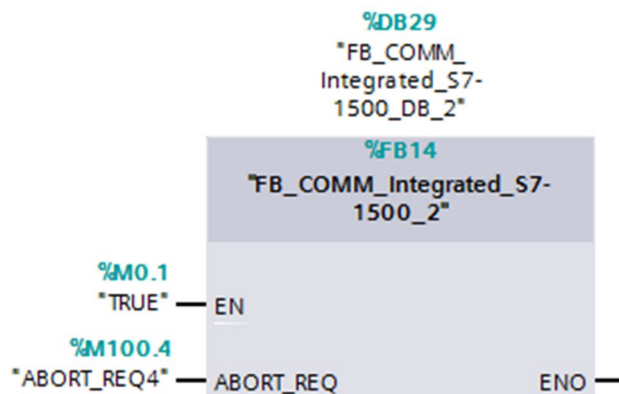 %DB29
"FB_COMM_
Integrated_S7-
1500_DB_2"
%FB14
"FB_COMM_Integrated_S7-
1500_2"
%M0.1
"TRUE" EN
%M100.4
"ABORT_REQ4" ABORT_REQ ENO